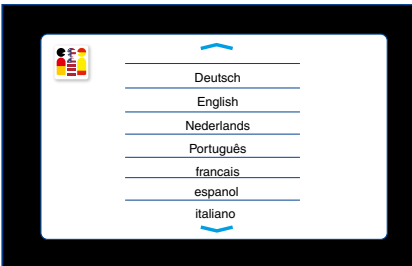 Deutsch
English
Nederlands
Português
francais
espanol
italiano